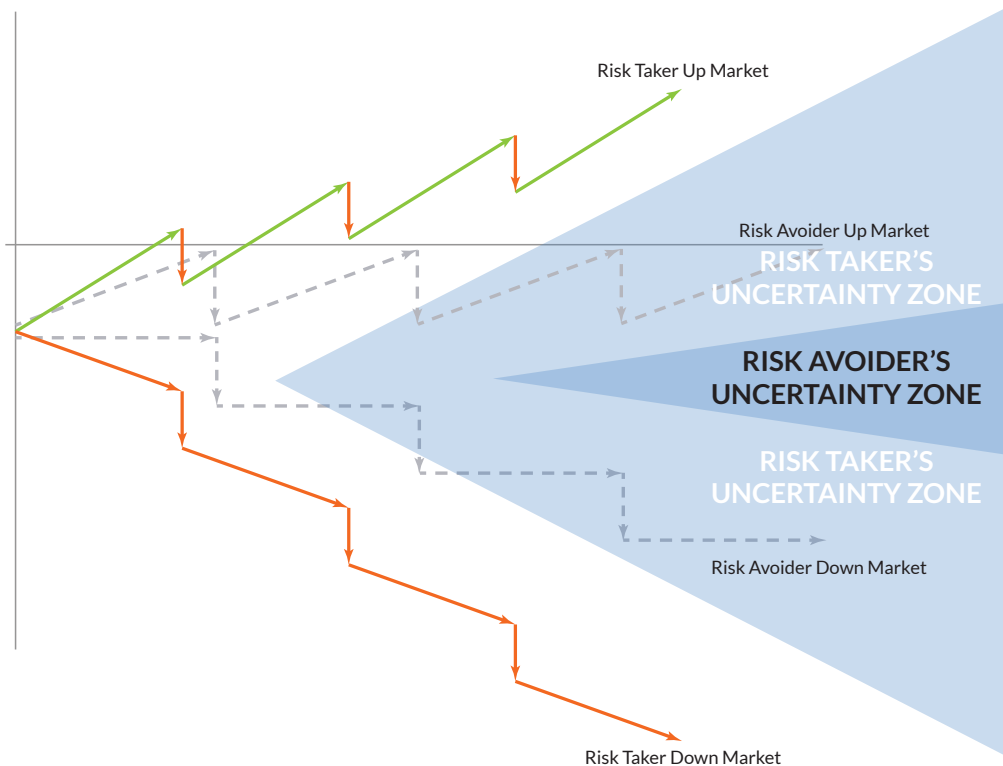 Risk Taker Up Market
Risk Avoider Up Market
RISK TAKER'S
UNCERTAINTY ZONE
RISK AVOIDER'S
UNCERTAINTY ZONE
RISK TAKER'S
UNCERTAINTY ZONE
Risk Avoider Down Market
Risk Taker Down Market